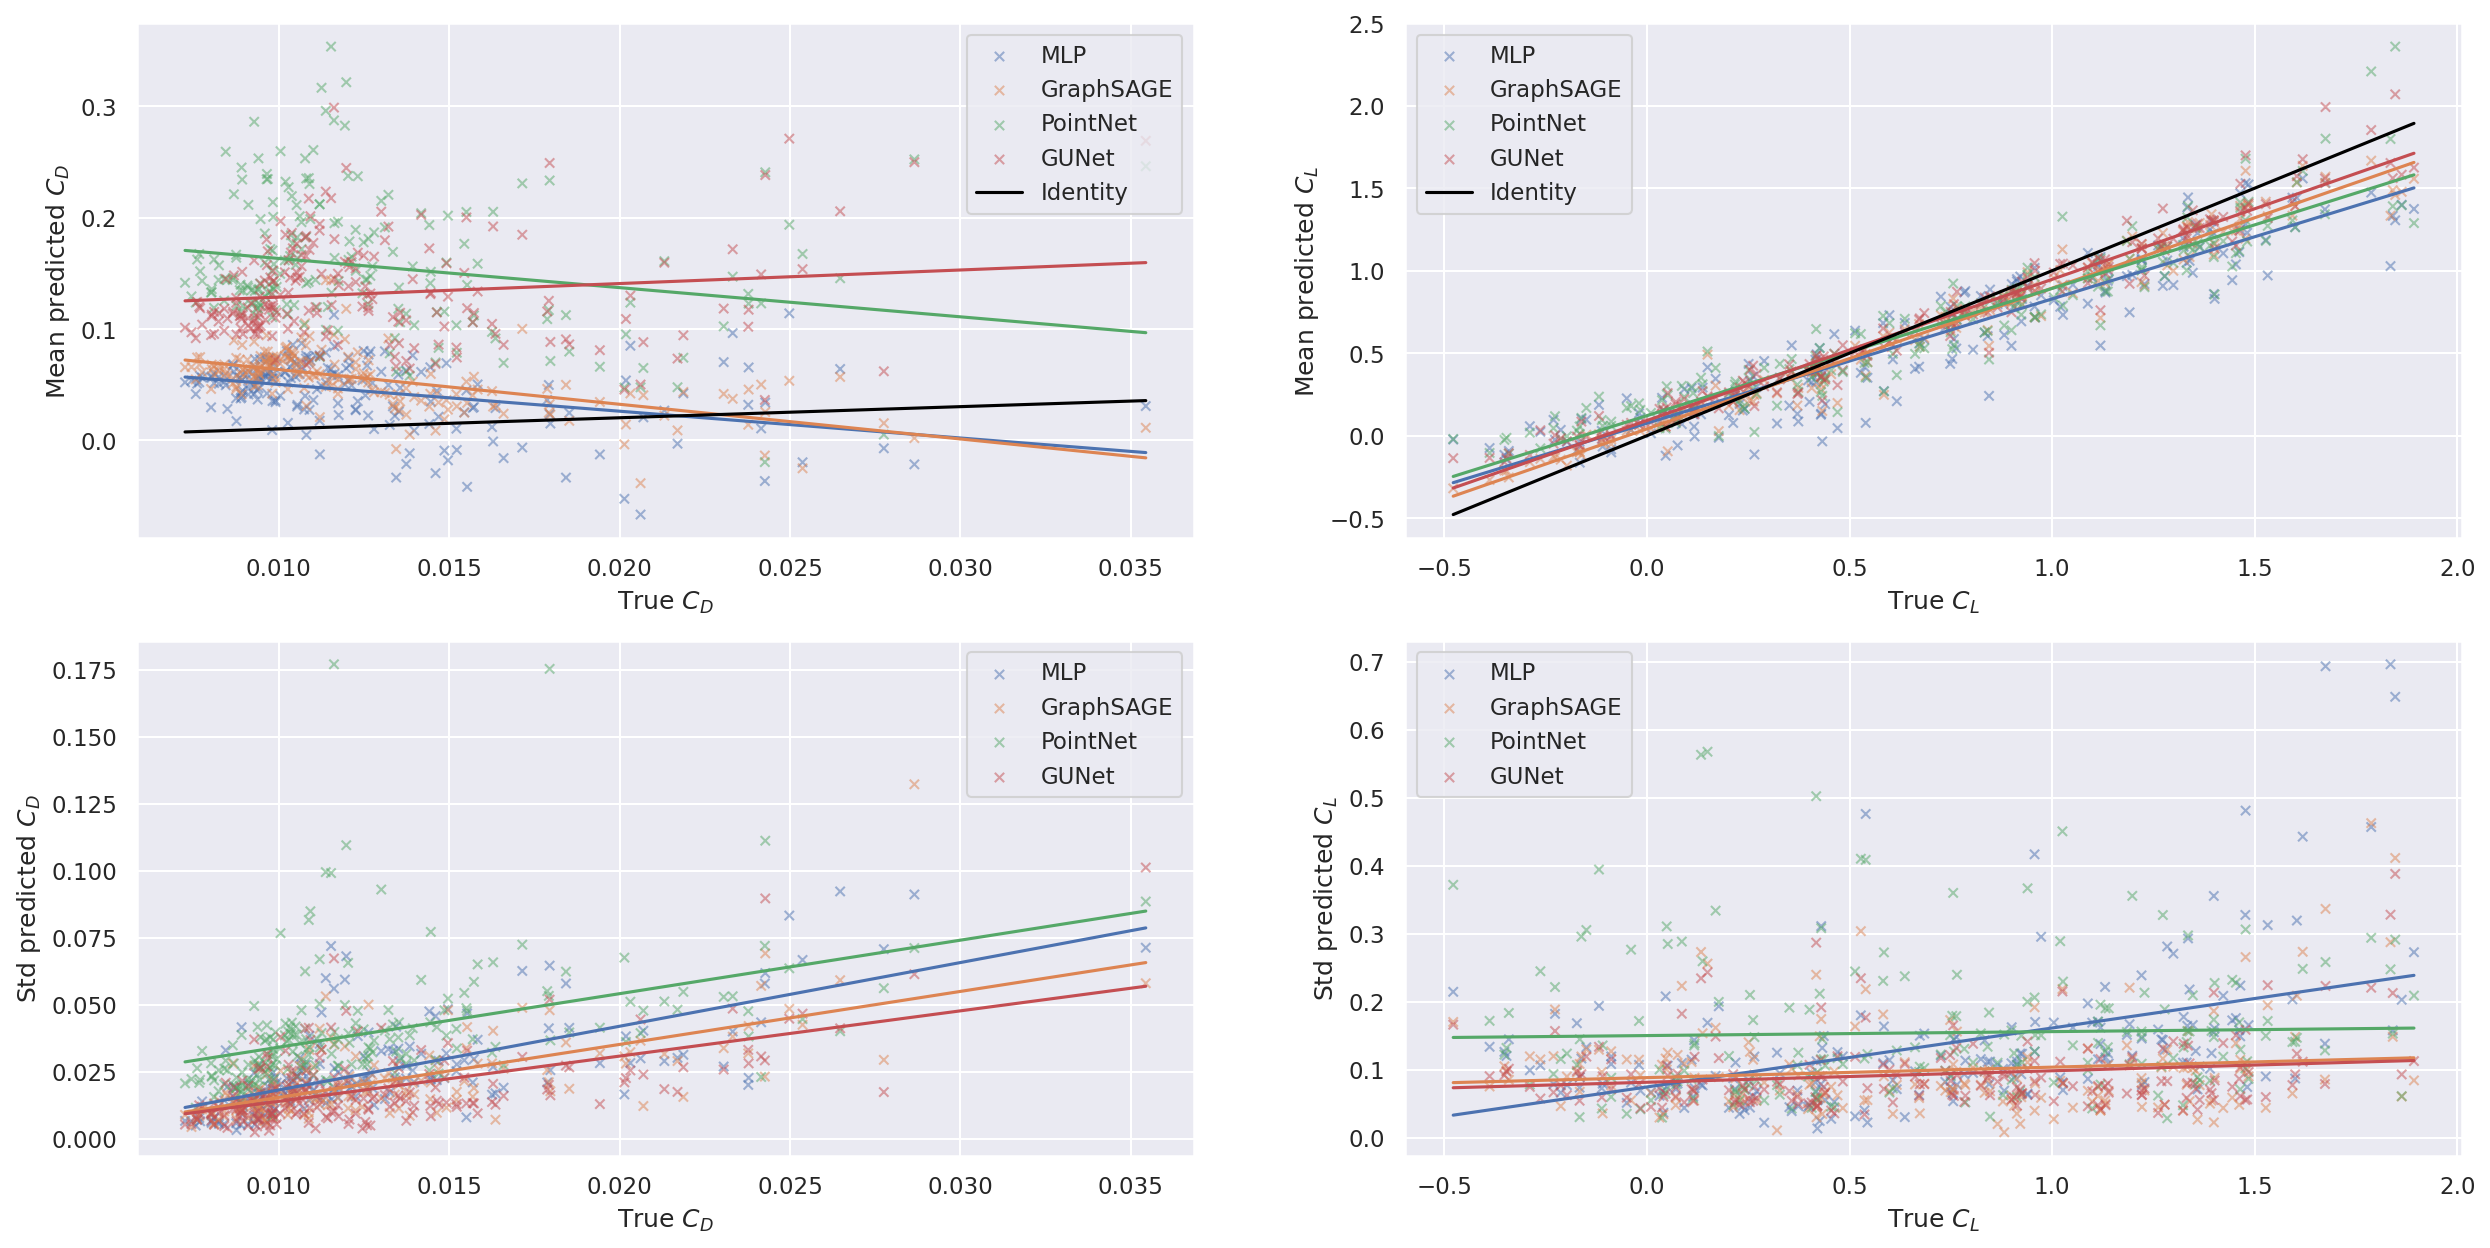 0.3
0.2
0.1
0.0
Mean predicted C_D
MLP
GraphSAGE
PointNet
GUNet
Identity
0.010 0.015 0.020 0.025 0.030 0.035
True C_D
2.5
2.0
1.5
1.0
0.5
0.0
−0.5
Mean predicted C_L
MLP
GraphSAGE
PointNet
GUNet
Identity
−0.5 0.0 0.5 1.0 1.5 2.0
True C_L
0.175
0.150
0.125
0.100
0.075
0.050
0.025
0.000
Std predicted C_D
MLP
GraphSAGE
PointNet
GUNet
0.010 0.015 0.020 0.025 0.030 0.035
True C_D
0.7
0.6
0.5
0.4
0.3
0.2
0.1
0.0
Std predicted C_L
MLP
GraphSAGE
PointNet
GUNet
−0.5 0.0 0.5 1.0 1.5 2.0
True C_L